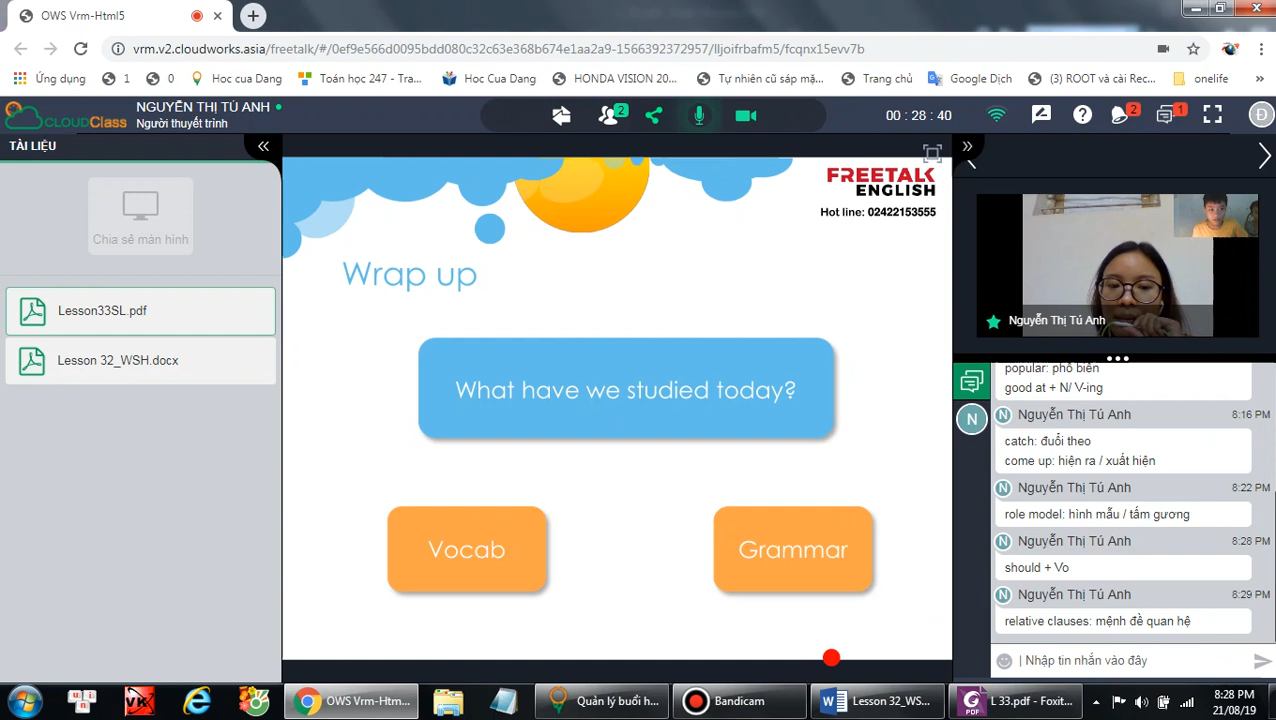 OWS Vrm-Html5
vrm.v2.cloudworks.asia/freetalk/#/0ef9e566d0095bdd080c32c63e368b674e1aa2a9-1566392372957/lljoifrbafm5/fcqnx15evv7b
Ứng dụng
1
0
Hoc cua Dang
Toán học 247 - Tra...
Học Cua Dang
HONDA VISION 20...
Tự nhiên cũ sáp mặ...
Trang chủ
Google Dịch
(3) ROOT và cài Rec...
onelife
»
CLOUDClass
NGUYỄN THỊ TÚ ANH
Người thuyết trình
2
00 : 28 : 40
2
1
Đ
TÀI LIỆU
Chia sẻ màn hình
Lesson33SL.pdf
Lesson 32_WSH.docx
FREETALK
ENGLISH
Hot line: 02422153555
Wrap up
What have we studied today?
Vocab
Grammar
Nguyễn Thị Tú Anh
popular: phổ biến
good at + N/ V-ing
N
N Nguyễn Thị Tú Anh 8:16 PM
catch: đuổi theo
come up: hiện ra / xuất hiện
N Nguyễn Thị Tú Anh 8:22 PM
role model: hình mẫu / tấm gương
N Nguyễn Thị Tú Anh 8:28 PM
should + Vo
N Nguyễn Thị Tú Anh 8:29 PM
relative clauses: mệnh đề quan hệ
Nhập tin nhắn vào đây
OWS Vrm-Htm...
Quản lý buổi h...
Bandicam
Lesson 32_WS...
L 33.pdf - Foxit...
8:28 PM
21/08/19